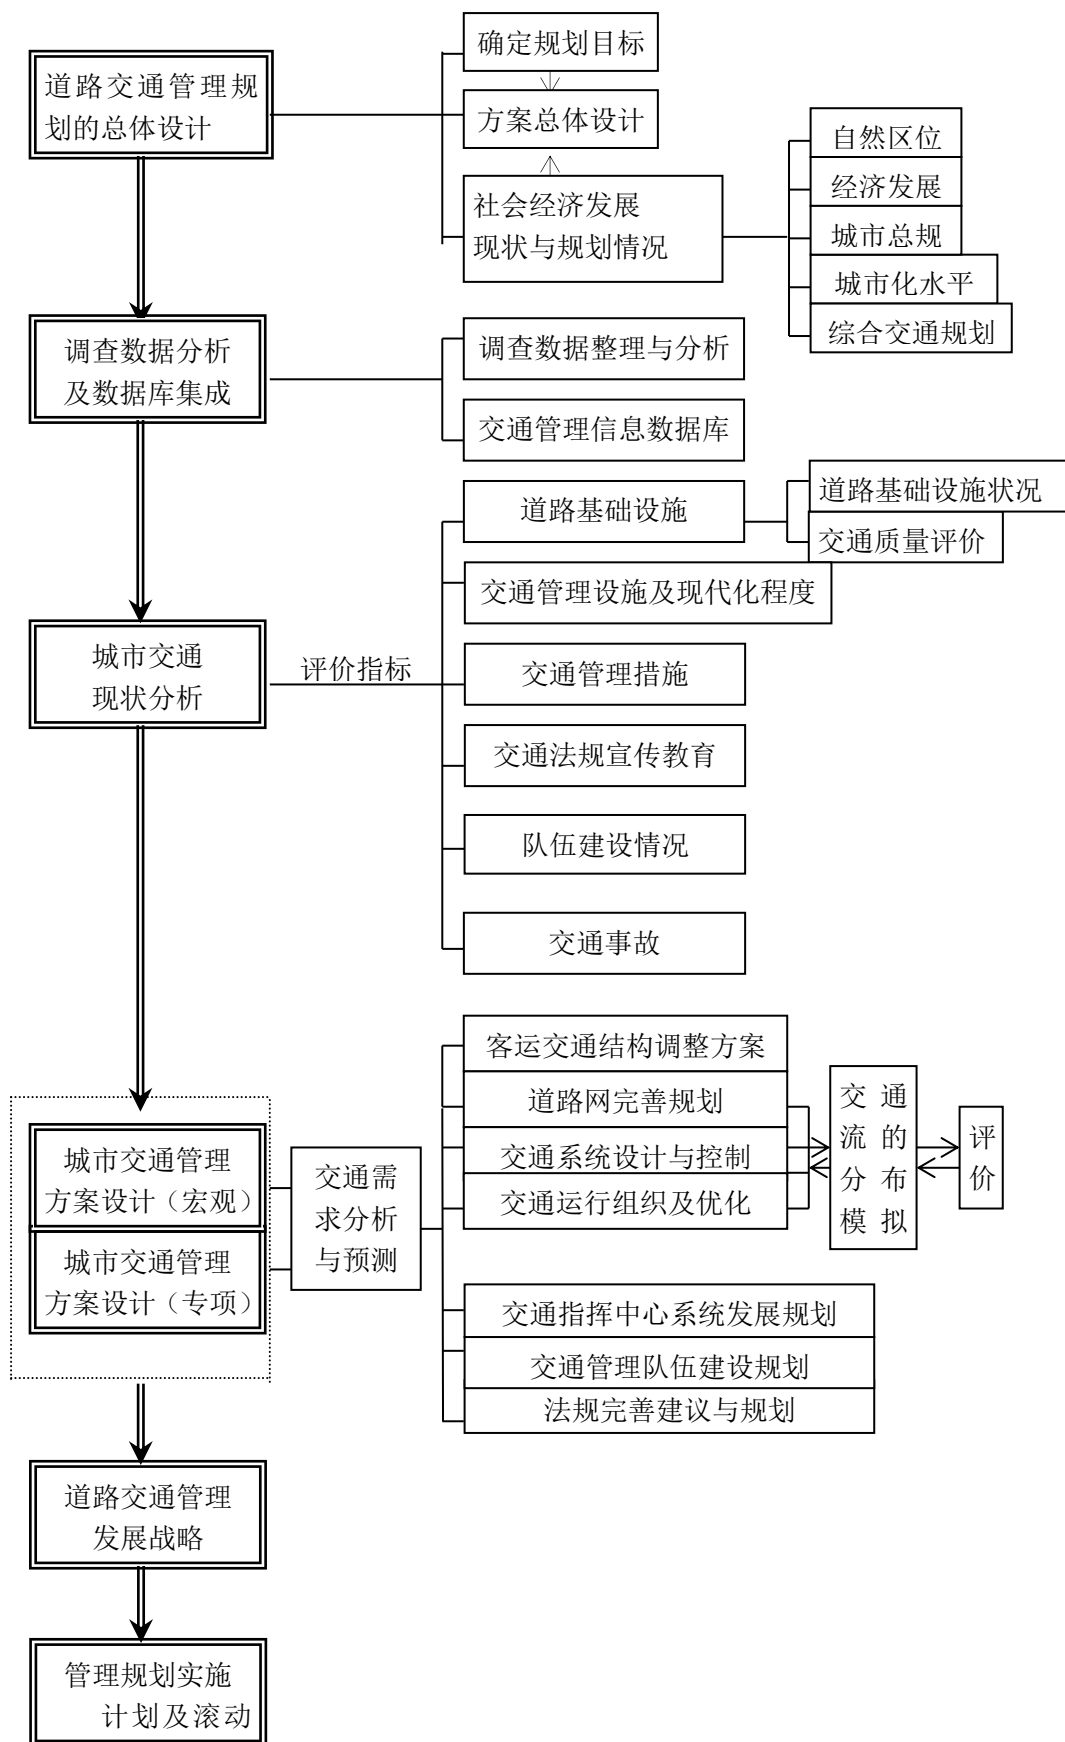 确定规划目标
道路交通管理规
划的总体设计
方案总体设计
社会经济发展
现状与规划情况
自然区位
经济发展
城市总规
城市化水平
综合交通规划
调查数据分析
及数据库集成
调查数据整理与分析
交通管理信息数据库
道路基础设施
道路基础设施状况
交通质量评价
交通管理设施及现代化程度
城市交通
现状分析
评价指标
交通管理措施
交通法规宣传教育
队伍建设情况
交通事故
城市交通管理
方案设计（宏观）
城市交通管理
方案设计（专项）
交通需
求分析
与预测
客运交通结构调整方案
道路网完善规划
交通系统设计与控制
交通运行组织及优化
交通
流的
分布
模拟
评
价
交通指挥中心系统发展规划
交通管理队伍建设规划
法规完善建议与规划
道路交通管理
发展战略
管理规划实施
计划及滚动